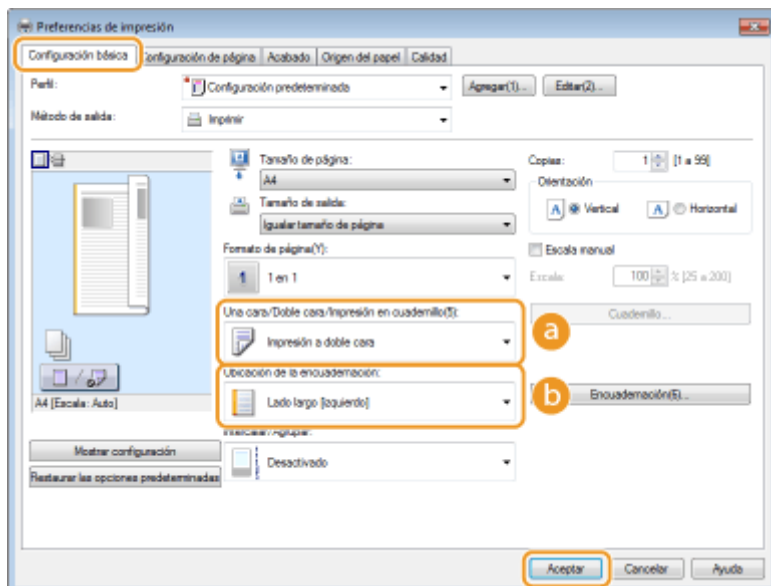 Preferencias de impresión
Configuración básica Configuración de página Acabado Origen del papel Calidad
Perfil: Configuración predeterminada Agregar(1)... Editar(2)...
Método de salida: Imprimir
Tamaño de página: Copias: 1 [1 a 99]
A4 Orientación
Tamaño de salida: A Vertical A Horizontal
Igualar tamaño de página
Formato de página(Y): Escala manual
1 1 en 1 Escala: 100 % [25 a 200]
Una cara/Doble cara/Impresión en cuadernillo(5): Cuadernillo...
Impresión a doble cara a
Ubicación de la encuadernación:
Lado largo [izquierdo] b Encuadernación(6)...
A4 [Escala: Auto]
Intercalar/Agrupar:
Mostrar configuración Desactivado
Restaurar las opciones predeterminadas
Aceptar Cancelar Ayuda